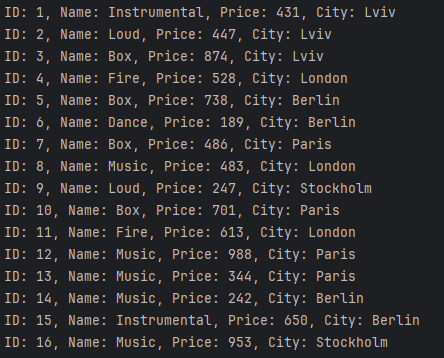 ID: 1, Name: Instrumental, Price: 431, City: Lviv
ID: 2, Name: Loud, Price: 447, City: Lviv
ID: 3, Name: Box, Price: 874, City: Lviv
ID: 4, Name: Fire, Price: 528, City: London
ID: 5, Name: Box, Price: 738, City: Berlin
ID: 6, Name: Dance, Price: 189, City: Berlin
ID: 7, Name: Box, Price: 486, City: Paris
ID: 8, Name: Music, Price: 483, City: London
ID: 9, Name: Loud, Price: 247, City: Stockholm
ID: 10, Name: Box, Price: 701, City: Paris
ID: 11, Name: Fire, Price: 613, City: London
ID: 12, Name: Music, Price: 988, City: Paris
ID: 13, Name: Music, Price: 344, City: Paris
ID: 14, Name: Music, Price: 242, City: Berlin
ID: 15, Name: Instrumental, Price: 650, City: Berlin
ID: 16, Name: Music, Price: 953, City: Stockholm